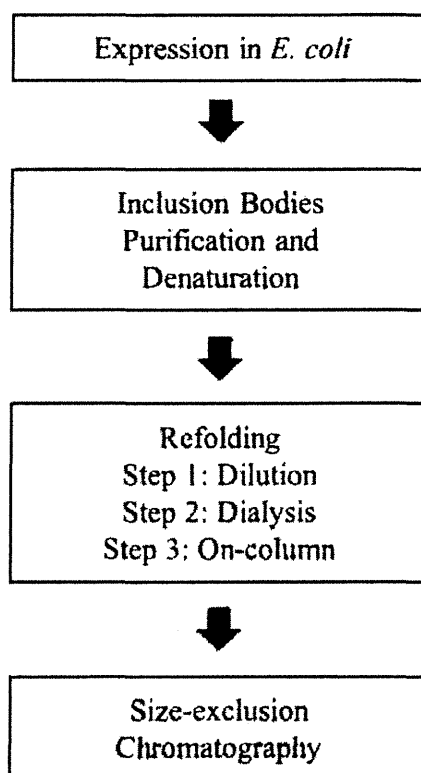 Expression in E. coli
Inclusion Bodies
Purification and
Denaturation
Refolding
Step 1: Dilution
Step 2: Dialysis
Step 3: On-column
Size-exclusion
Chromatography